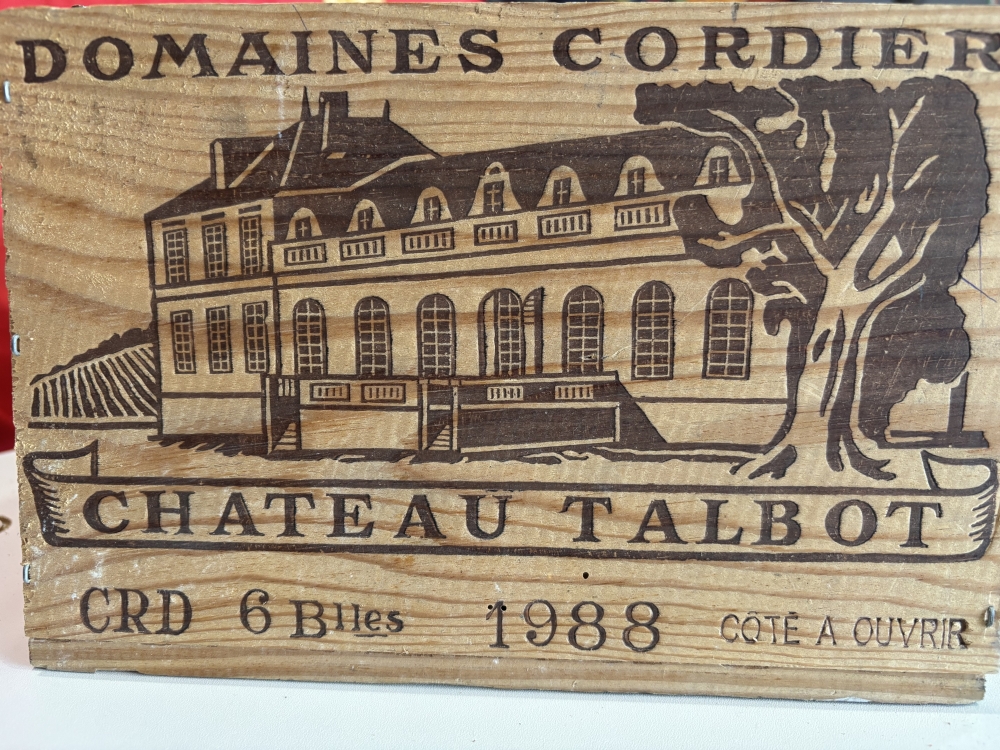 DOMAINES CORDIER
CHATEAU TALBOT
CRD 6 Blles 1988 CÔTÉ A OUVRIR